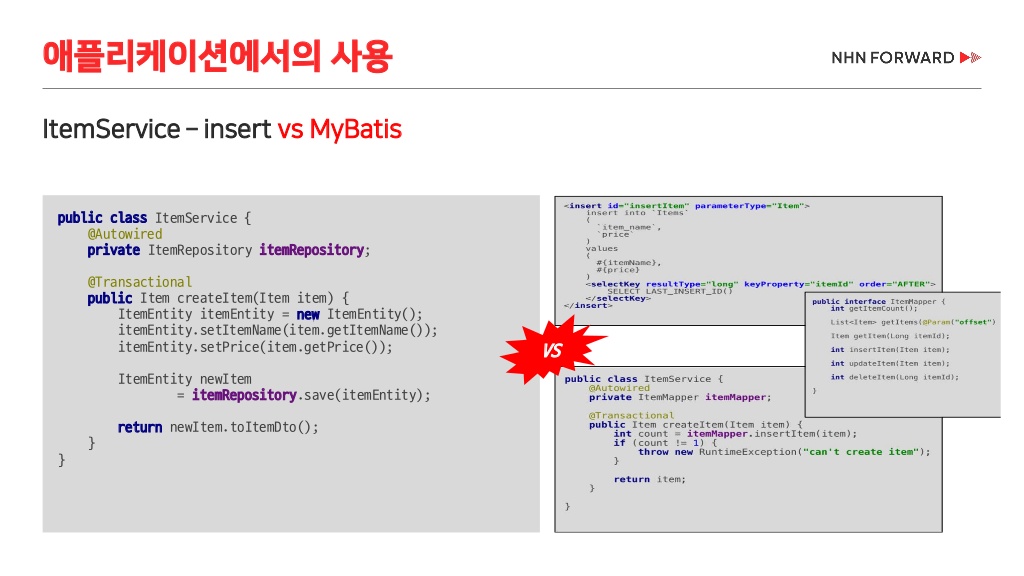 애플리케이션에서의 사용
NHN FORWARD
ItemService – insert vs MyBatis
public class ItemService {
@Autowired
private ItemRepository itemRepository;
@Transactional
public Item createItem(Item item) {
ItemEntity itemEntity = new ItemEntity();
itemEntity.setItemName(item.getItemName());
itemEntity.setPrice(item.getPrice());
ItemEntity newItem
= itemRepository.save(itemEntity);
return newItem.toItemDto();
}
}
VS
<insert id="insertItem" parameterType="Item">
insert into `Items`
(
`item_name`,
`price`
)
values
(
#{itemName},
#{price}
)
<selectKey resultType="long" keyProperty="itemId" order="AFTER">
SELECT LAST_INSERT_ID()
</selectKey>
</insert>
public interface ItemMapper {
int getItemCount();
List<Item> getItems(@Param("offset")
Item getItem(Long itemId);
int insertItem(Item item);
int updateItem(Item item);
int deleteItem(Long itemId);
}
public class ItemService {
@Autowired
private ItemMapper itemMapper;
@Transactional
public Item createItem(Item item) {
int count = itemMapper.insertItem(item);
if (count != 1) {
throw new RuntimeException("can't create item");
}
return item;
}
}